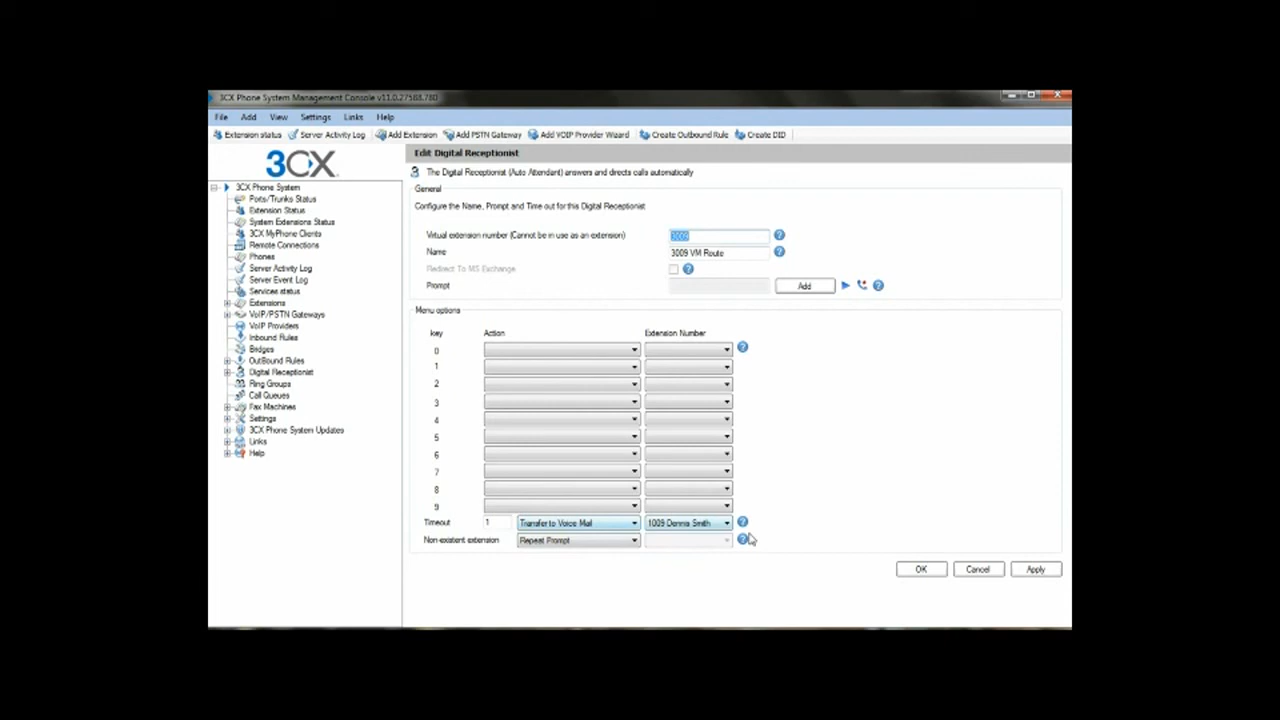 3CX Phone System Management Console v11.0.27588.780
File Add View Settings Links Help
Extension status Server Activity Log Add Extension Add PSTN Gateway Add VOIP Provider Wizard Create Outbound Rule Create DID
3CX
Edit Digital Receptionist
The Digital Receptionist (Auto Attendant) answers and directs calls automatically
3CX Phone System
Ports/Trunks Status
Extension Status
System Extensions Status
3CX MyPhone Clients
Remote Connections
Phones
Server Activity Log
Server Event Log
Services status
Extensions
VoIP/PSTN Gateways
VoIP Providers
Inbound Rules
Bridges
OutBound Rules
Digital Receptionist
Ring Groups
Call Queues
Fax Machines
Settings
3CX Phone System Updates
Links
Help
General
Configure the Name, Prompt and Time out for this Digital Receptionist
Virtual extension number (Cannot be in use as an extension) 3009
Name 3009 VM Route
Redirect To MS Exchange
Prompt Add
Menu options
key Action Extension Number
0
1
2
3
4
5
6
7
8
9
Timeout 1 Transfer to Voice Mail 1009 Dennis Smith
Non-existent extension Repeat Prompt
OK Cancel Apply